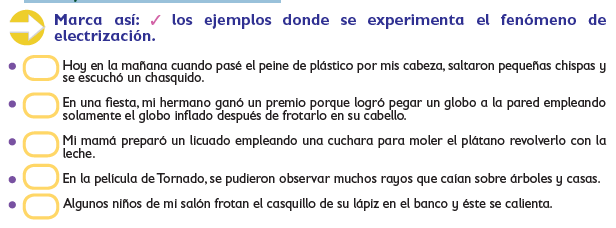 Marca así: ✓ los ejemplos donde se experimenta el fenómeno de
electrización.
Hoy en la mañana cuando pasé el peine de plástico por mis cabeza, saltaron pequeñas chispas y
se escuchó un chasquido.
En una fiesta, mi hermano ganó un premio porque logró pegar un globo a la pared empleando
solamente el globo inflado después de frotarlo en su cabello.
Mi mamá preparó un licuado empleando una cuchara para moler el plátano revolverlo con la
leche.
En la película de Tornado, se pudieron observar muchos rayos que caían sobre árboles y casas.
Algunos niños de mi salón frotan el casquillo de su lápiz en el banco y éste se calienta.